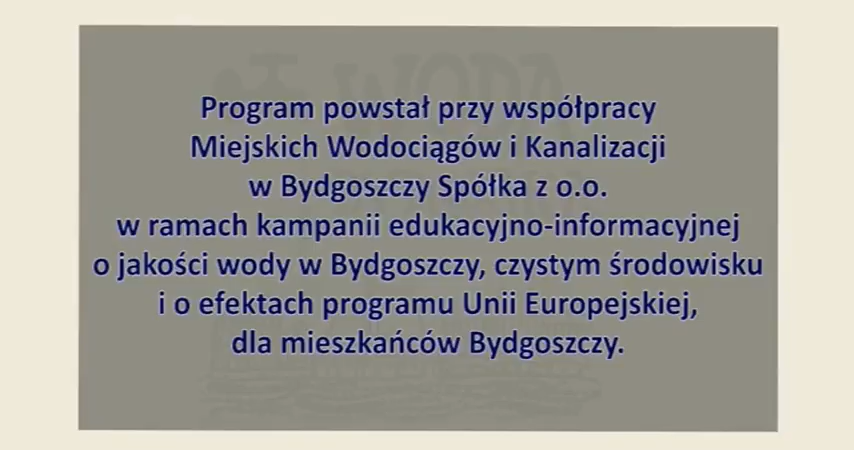 Program powstał przy współpracy
Miejskich Wodociągów i Kanalizacji
w Bydgoszczy Spółka z o.o.
w ramach kampanii edukacyjno-informacyjnej
o jakości wody w Bydgoszczy, czystym środowisku
i o efektach programu Unii Europejskiej,
dla mieszkańców Bydgoszczy.